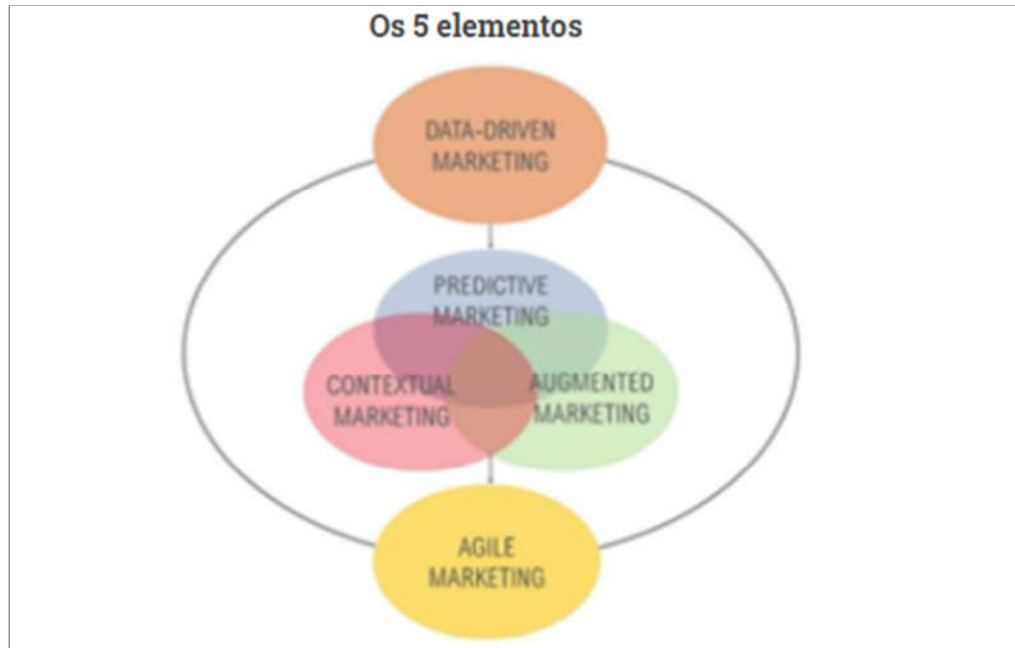 Os 5 elementos
DATA-DRIVEN
MARKETING
PREDICTIVE
MARKETING
CONTEXTUAL
MARKETING
AUGMENTED
MARKETING
AGILE
MARKETING